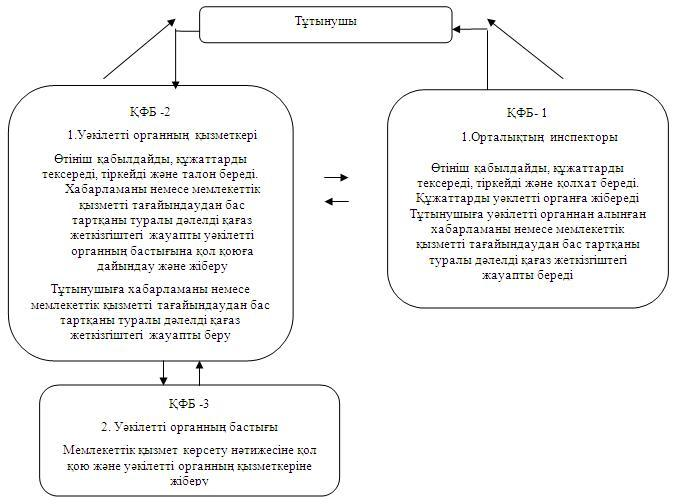 Тұтынушы
ҚФБ -2
1.Уәкілетті органның қызметкері
Өтініш қабылдайды, құжаттарды
тексереді, тіркейді және талон береді.
Хабарламаны немесе мемлекеттік
қызметті тағайындаудан бас
тартқаны туралы дәлелді қағаз
жеткізгіштегі жауапты уәкілетті
органның бастығына қол қоюға
дайындау және жіберу
Тұтынушыға хабарламаны немесе
мемлекеттік қызметті тағайындаудан бас
тартқаны туралы дәлелді қағаз
жеткізгіштегі жауапты беру
ҚФБ- 1
1.Орталықтың инспекторы
Өтініш қабылдайды, құжаттарды
тексереді, тіркейді және қолхат береді.
Құжаттарды уәклетті органға жібереді
Тұтынушыға уәкілетті органнан алынған
хабарламаны немесе мемлекеттік
қызметті тағайындаудан бас тартқаны
туралы дәлелді қағаз жеткізгіштегі
жауапты береді
ҚФБ -3
2. Уәкілетті органның бастығы
Мемлекеттік қызмет көрсету нәтижесіне қол
қою және уәкілетті органның қызметкеріне
жіберу